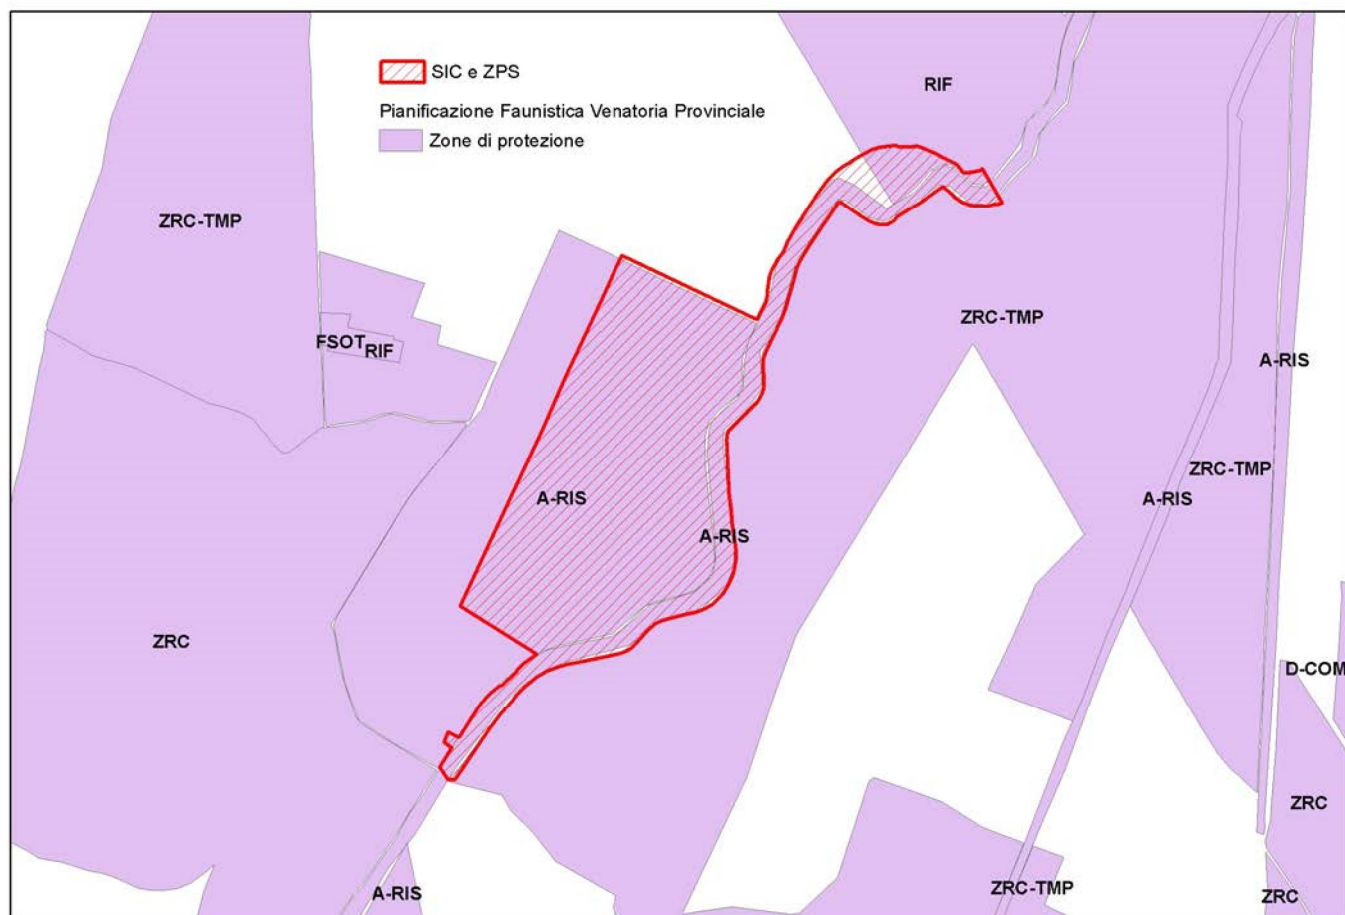 SIC e ZPS
Pianificazione Faunistica Venatoria Provinciale
Zone di protezione
RIF
ZRC-TMP
ZRC-TMP
FSOT
RIF
A-RIS
ZRC-TMP
A-RIS
A-RIS
A-RIS
ZRC
D-COM
ZRC
A-RIS
ZRC-TMP
ZRC